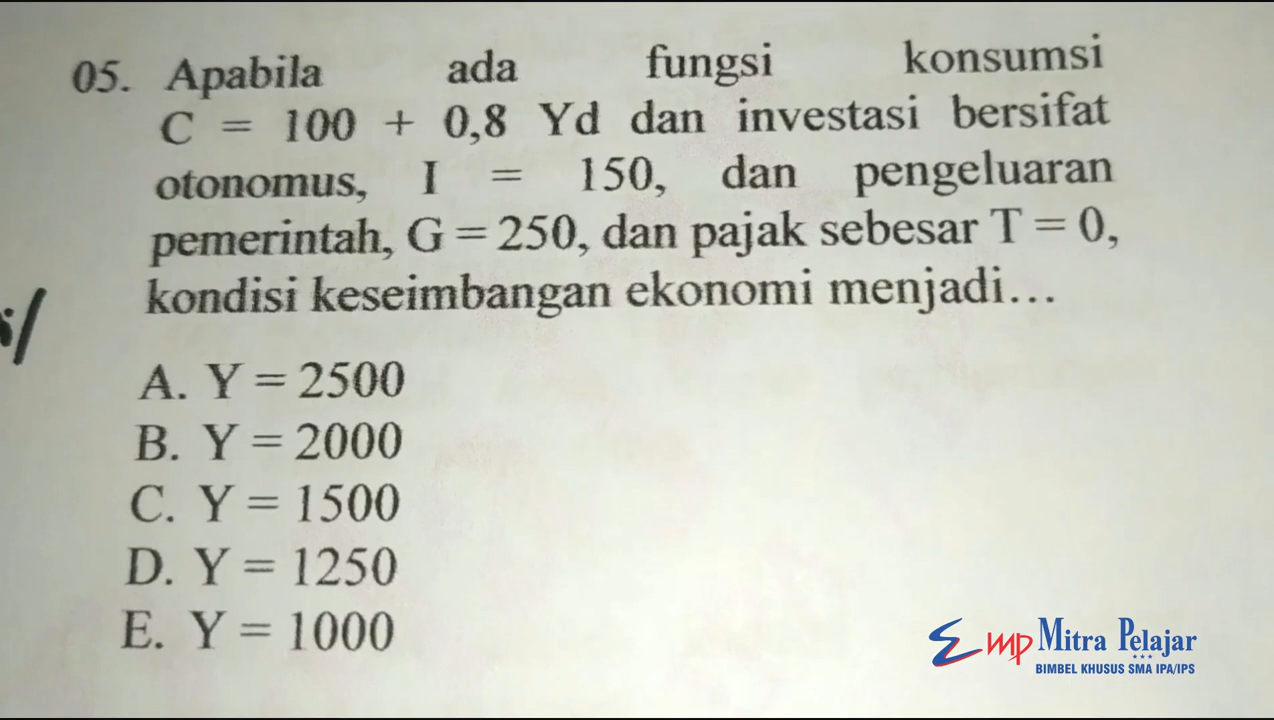 05. Apabila ada fungsi konsumsi
C = 100 + 0,8 Yd dan investasi bersifat
otonomus, I = 150, dan pengeluaran
pemerintah, G = 250, dan pajak sebesar T = 0,
kondisi keseimbangan ekonomi menjadi...
A. Y = 2500
B. Y = 2000
C. Y = 1500
D. Y = 1250
E. Y = 1000
mp Mitra Pelajar
BIMBEL KHUSUS SMA IPA/IPS